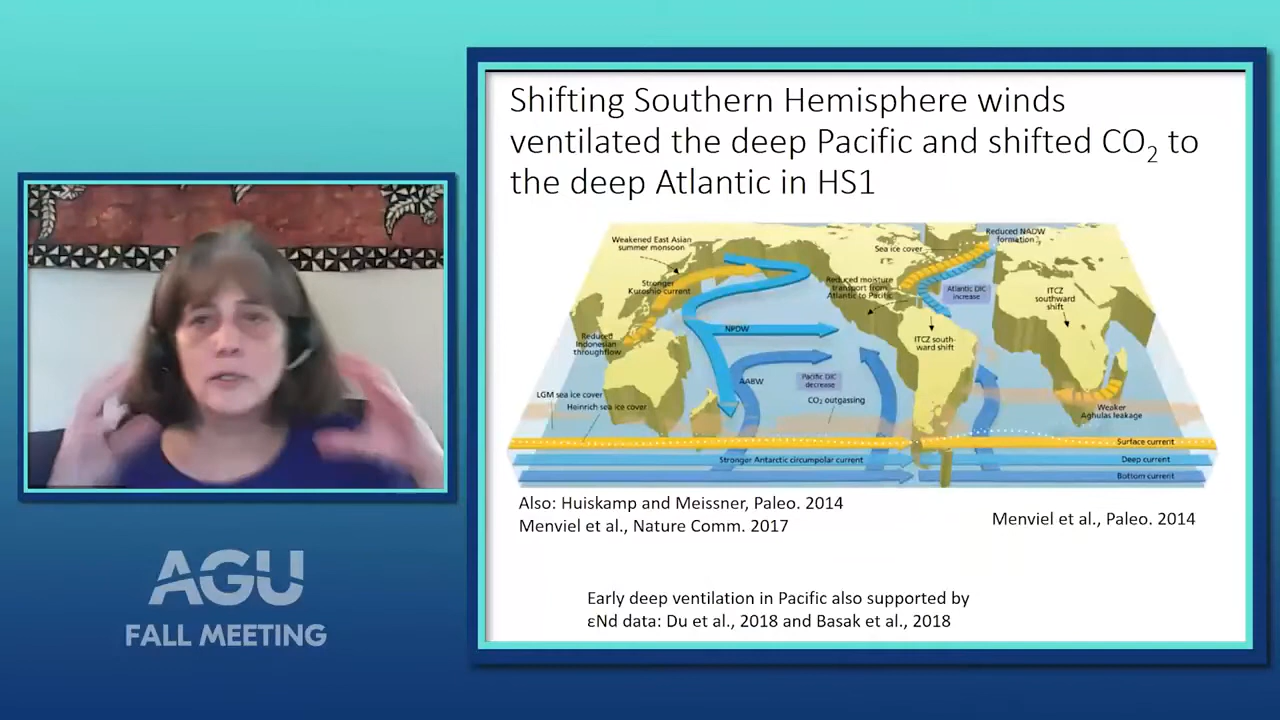 Shifting Southern Hemisphere winds
ventilated the deep Pacific and shifted CO2 to
the deep Atlantic in HS1
Weakened East Asian
summer monsoon
Stronger
Kuroshio current
Reduced
Indonesian
throughflow
LGM sea ice cover
Heinrich sea ice cover
NPDW
AABW
Pacific DIC
decrease
CO2 outgassing
Sea ice cover
Reduced NADW
formation
Reduced moisture
transport from
Atlantic to Pacific
Atlantic DIC
increase
ITCZ south-
ward shift
ITCZ
southward
shift
Weaker
Aghulas leakage
Surface current
Stronger Antarctic circumpolar current
Deep current
Bottom current
Also: Huiskamp and Meissner, Paleo. 2014
Menviel et al., Nature Comm. 2017
Menviel et al., Paleo. 2014
Early deep ventilation in Pacific also supported by
εNd data: Du et al., 2018 and Basak et al., 2018
AGU
FALL MEETING